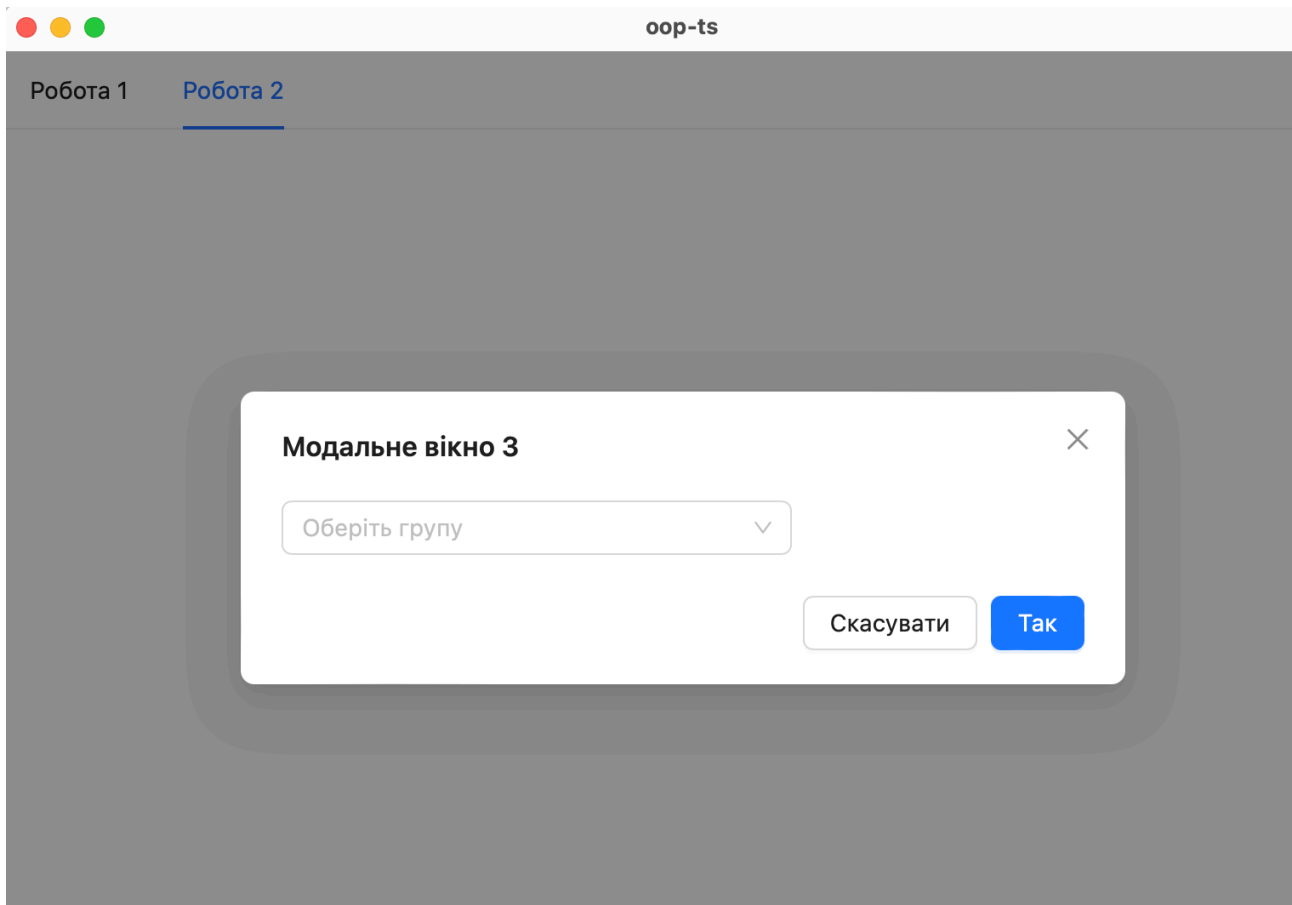 oop-ts
Робота 1 Робота 2
Модальне вікно 3
Оберіть групу
Скасувати Так